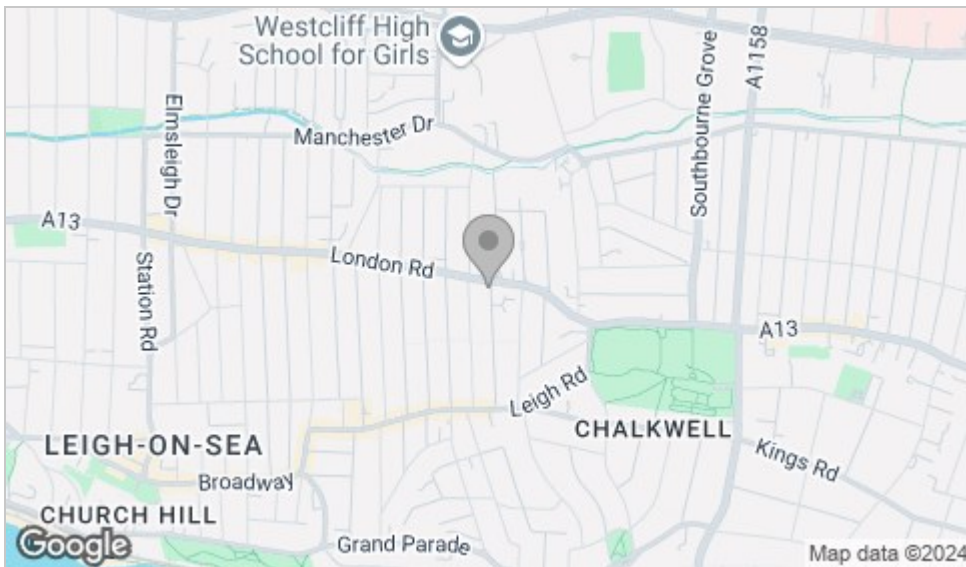 Westcliff High
School for Girls
A1158
Southbourne Grove
Elmsleigh Dr
Manchester Dr
A13
London Rd
Station Rd
A13
Leigh Rd
CHALKWELL
LEIGH-ON-SEA
Kings Rd
Broadway
CHURCH HILL
Grand Parade
Google
Map data ©2024